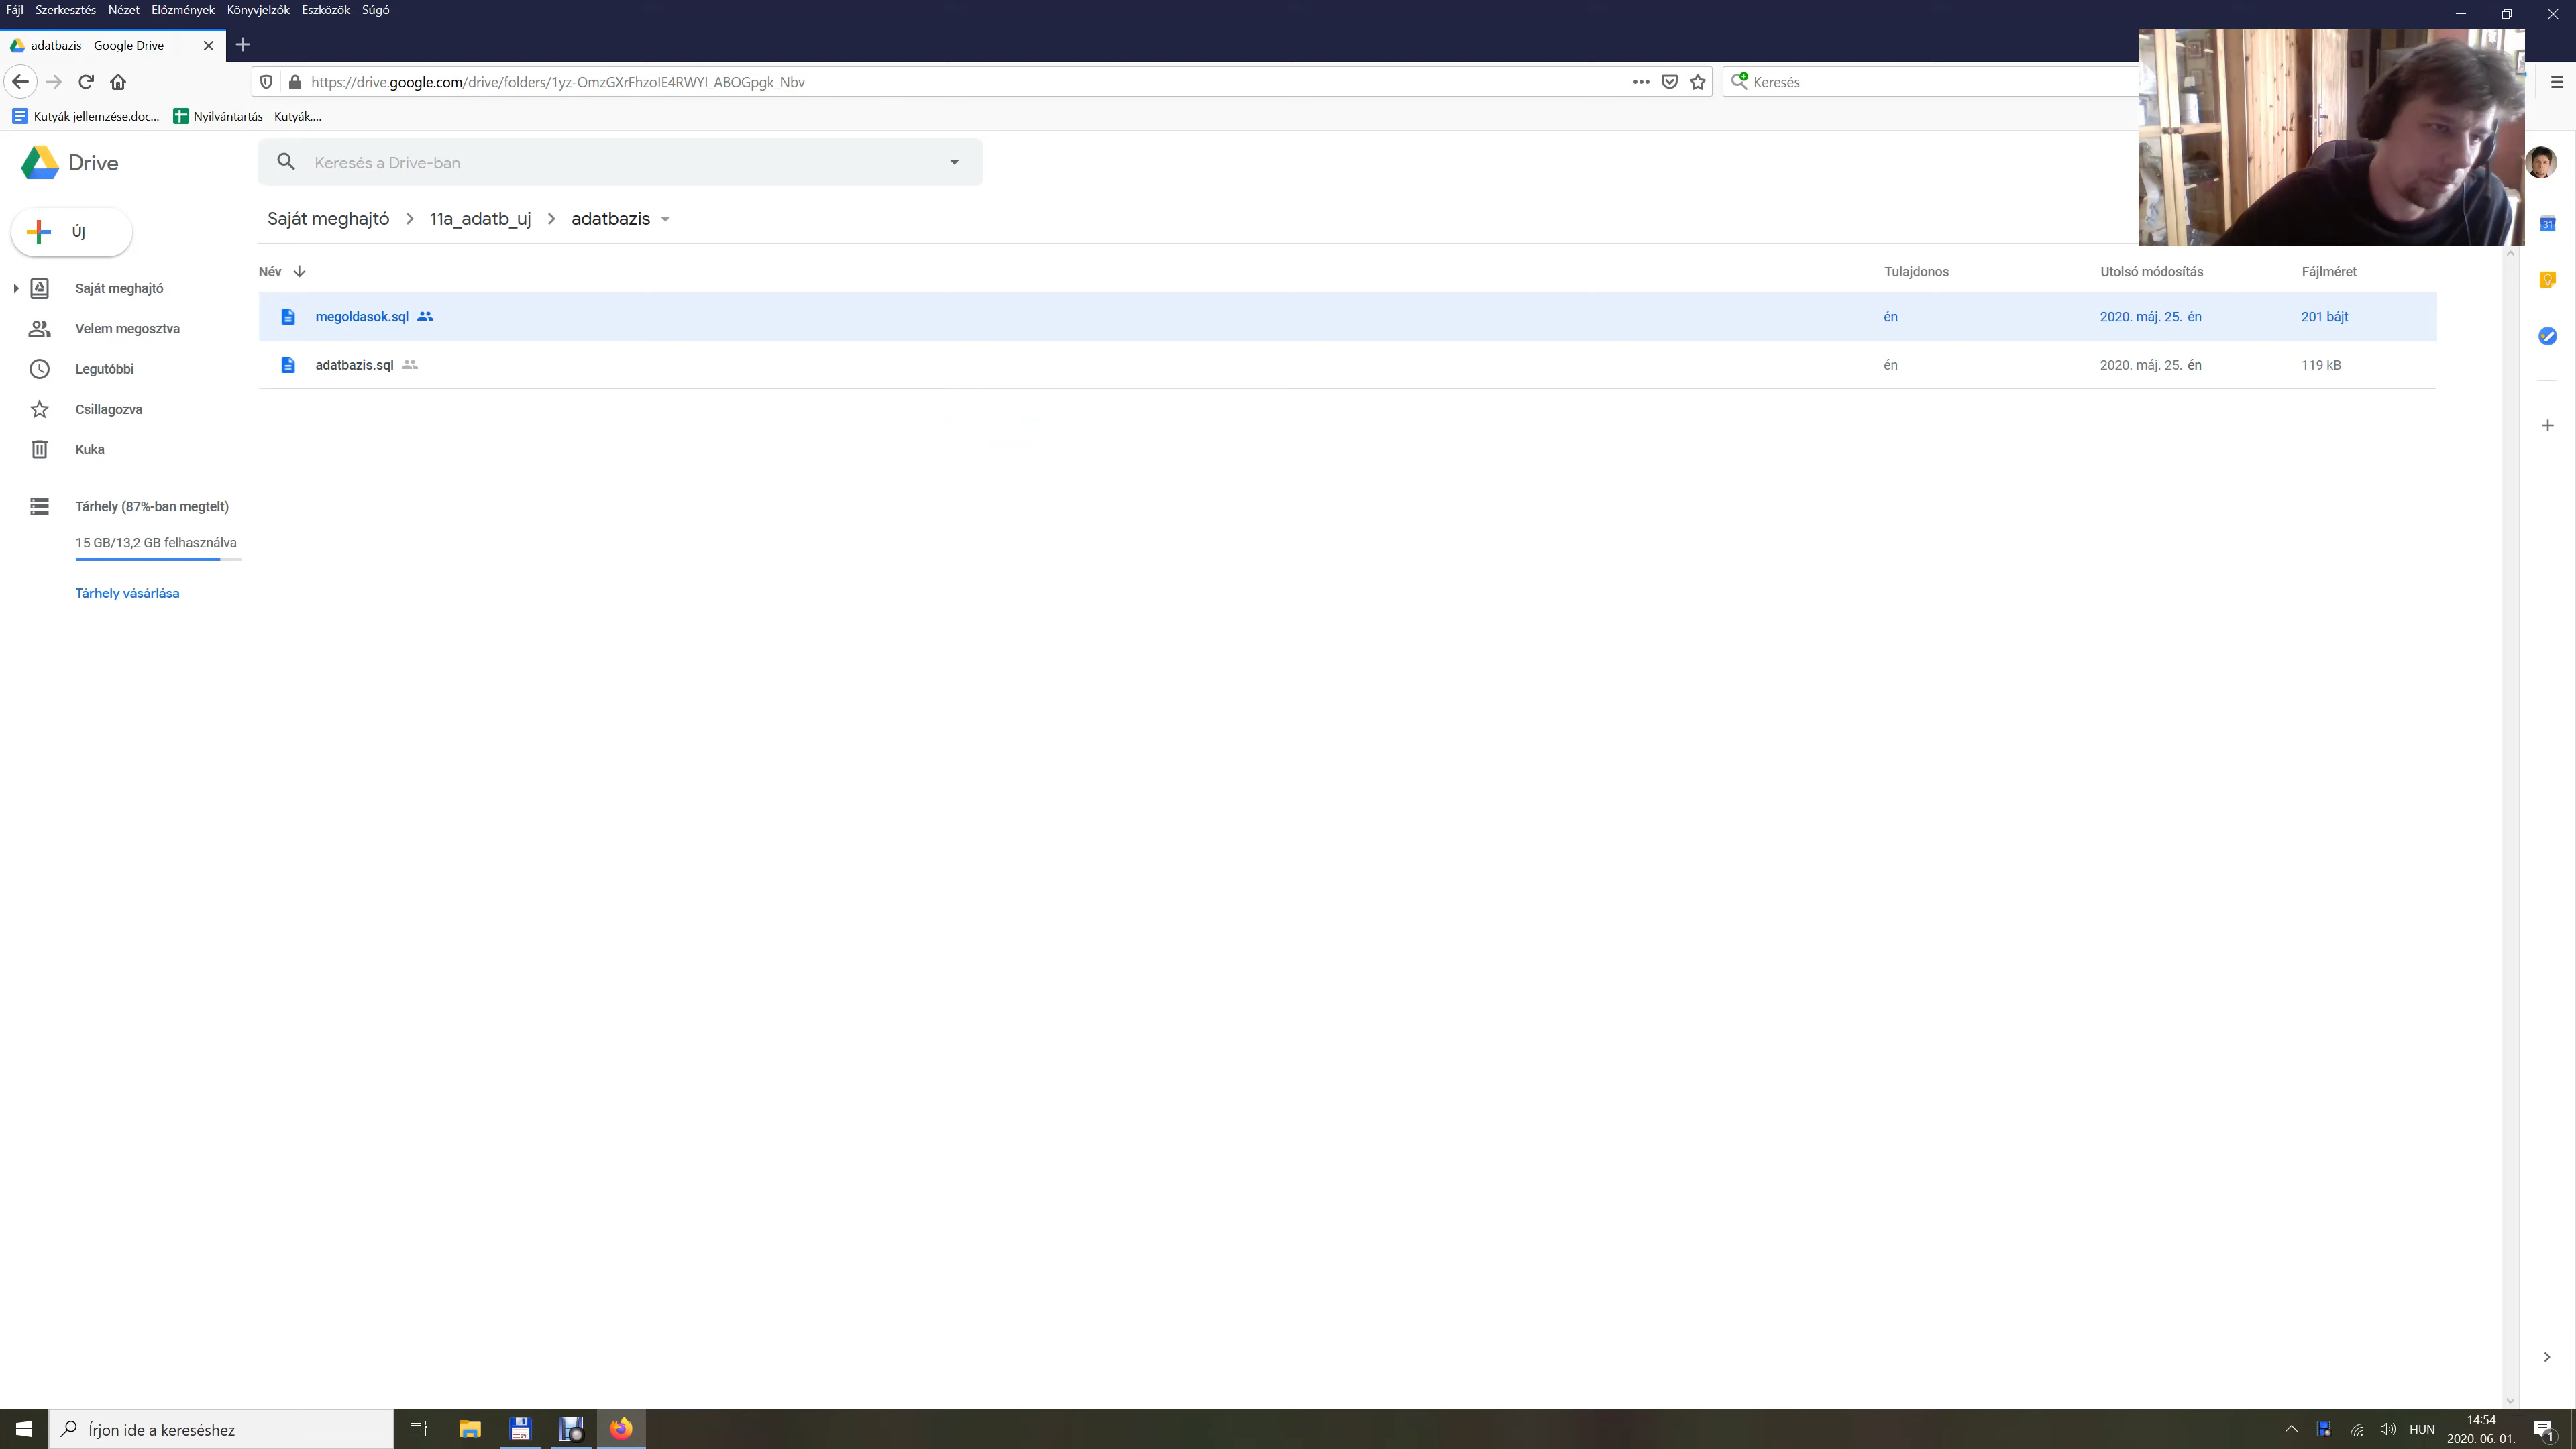 Fájl Szerkesztés Nézet Előzmények Könyvjelzők Eszközök Súgó
adatbazis – Google Drive
https://drive.google.com/drive/folders/1yz-OmzGXrFhzoIE4RWYI_ABOGpgk_Nbv
Keresés
Kutyák jellemzése.doc...
Nyilvántartás - Kutyák....
Drive
Keresés a Drive-ban
Új
Saját meghajtó
11a_adatb_uj
adatbazis
Név
Tulajdonos
Utolsó módosítás
Fájlméret
megoldasok.sql
én
2020. máj. 25. én
201 bájt
adatbazis.sql
én
2020. máj. 25. én
119 kB
Saját meghajtó
Velem megosztva
Legutóbbi
Csillagozva
Kuka
Tárhely (87%-ban megtelt)
15 GB/13,2 GB felhasználva
Tárhely vásárlása
31
Írjon ide a kereséshez
HUN
14:54
2020. 06. 01.
1